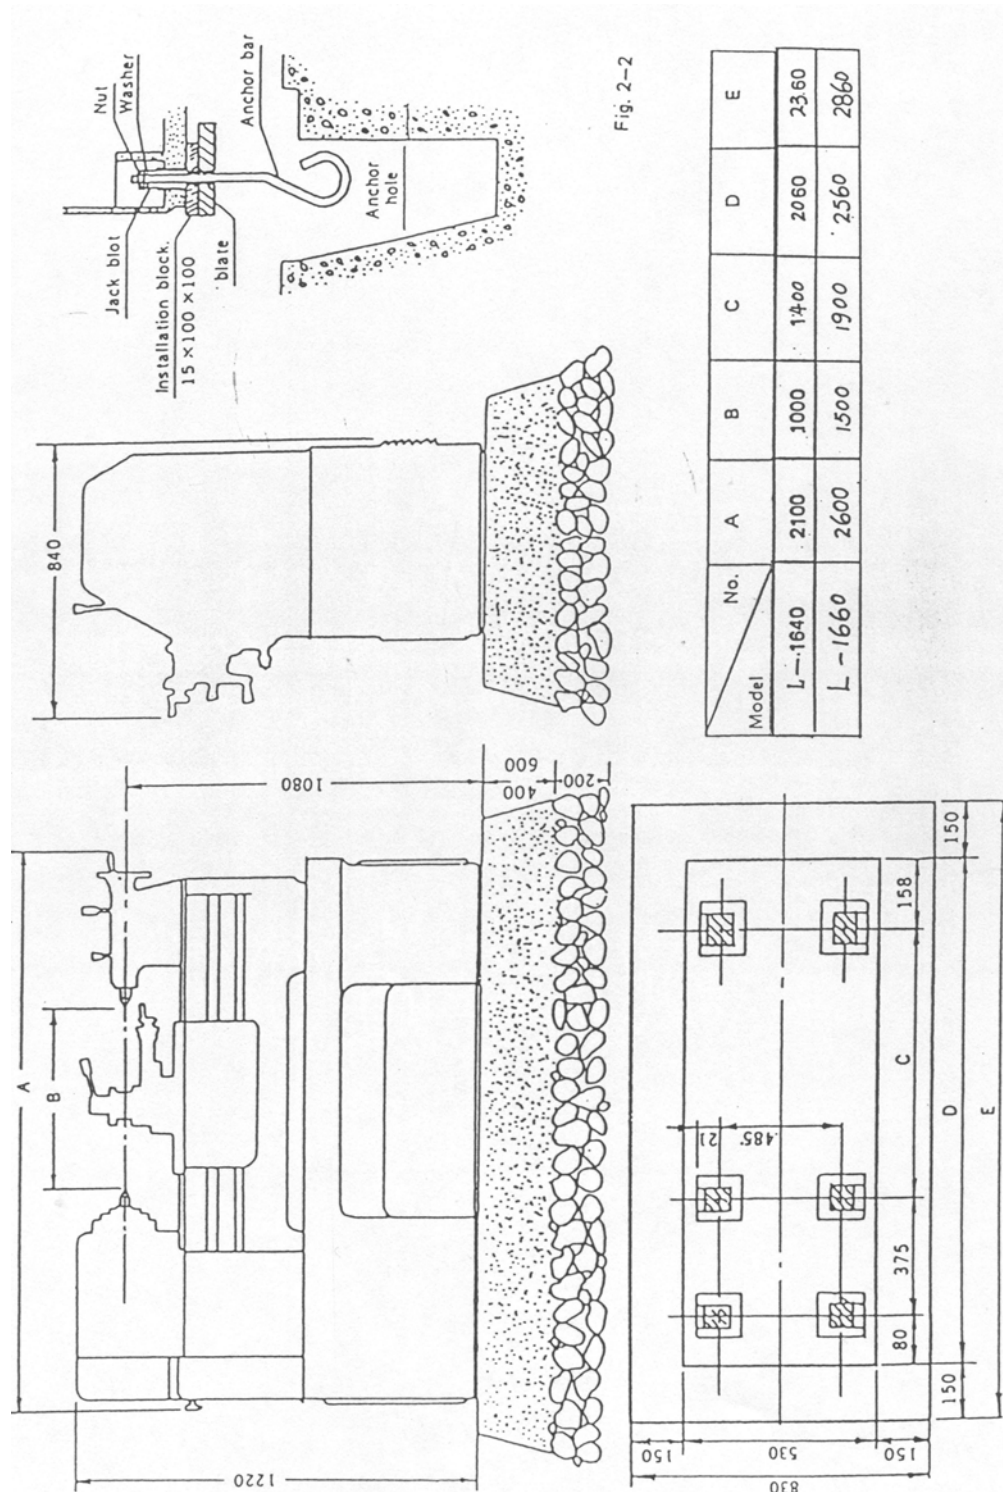 Nut
Washer
Anchor bar
Jack blot
Installation block.
15 × 100 × 100
blate
Anchor
hole
Fig. 2–2
840
A
B
1080
600
400
200
1220
No. A B C D E
Model
L–1640 2100 1000 1400 2060 23.60
L-1660 2600 1500 1900 2560 2860
150
158
C
D
E
21
485
375
80
150
150
530
150
830